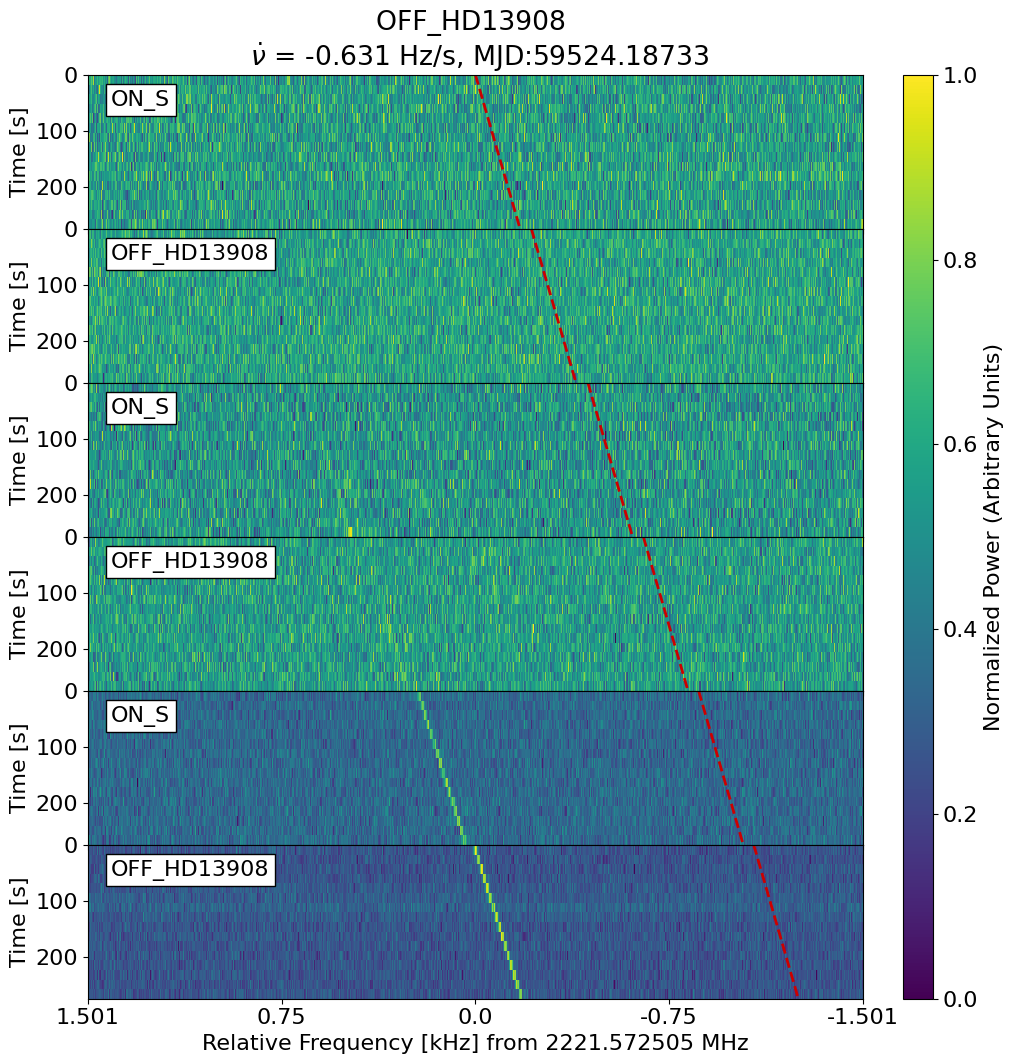 OFF_HD13908
ν̇ = -0.631 Hz/s, MJD:59524.18733
0
ON_S
100
200
Time [s]
0
OFF_HD13908
100
200
Time [s]
0
ON_S
100
200
Time [s]
0
OFF_HD13908
100
200
Time [s]
0
ON_S
100
200
Time [s]
0
OFF_HD13908
100
200
Time [s]
1.501 0.75 0.0 -0.75 -1.501
Relative Frequency [kHz] from 2221.572505 MHz
1.0
0.8
0.6
0.4
0.2
0.0
Normalized Power (Arbitrary Units)